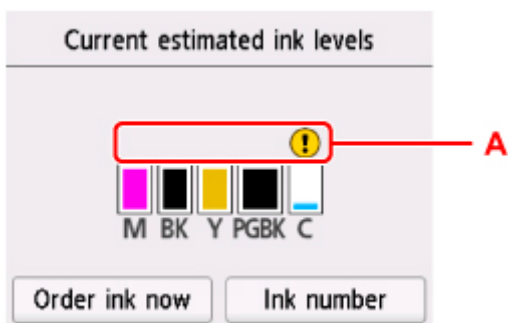 Current estimated ink levels
A
M BK Y PGBK C
Order ink now Ink number